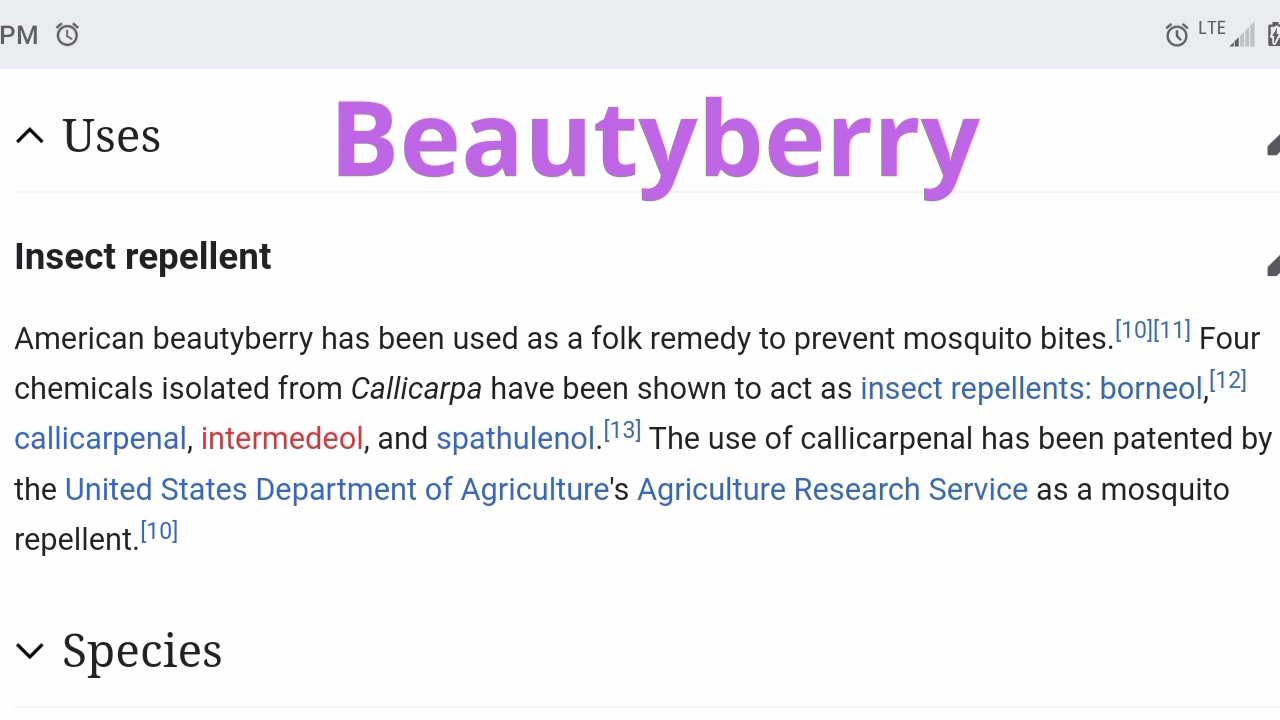 PM
LTE
Uses
Beautyberry
Insect repellent
American beautyberry has been used as a folk remedy to prevent mosquito bites.[10][11] Four
chemicals isolated from Callicarpa have been shown to act as insect repellents: borneol,[12]
callicarpenal, intermedeol, and spathulenol.[13] The use of callicarpenal has been patented by
the United States Department of Agriculture's Agriculture Research Service as a mosquito
repellent.[10]
Species